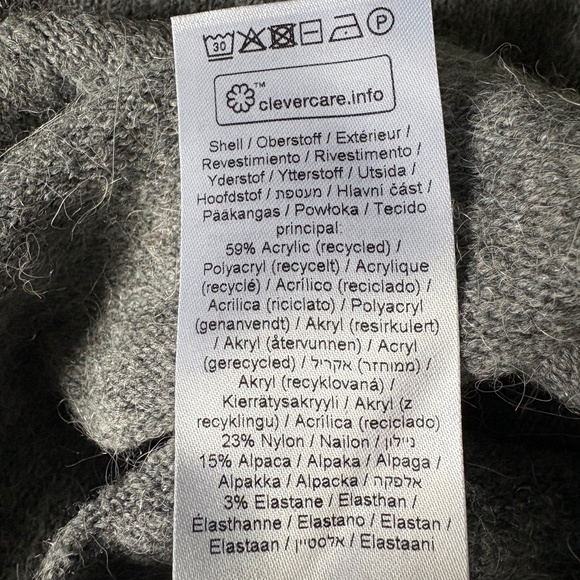 30 P
TM
clevercare.info
Shell / Oberstoff / Extérieur /
Revestimiento / Rivestimento /
Yderstof / Ytterstoff / Utsida /
Hoofdstof / מעטפת / Hlavní část /
Pääkangas / Powłoka / Tecido
principal:
59% Acrylic (recycled) /
Polyacryl (recycelt) / Acrylique
(recyclé) / Acrílico (reciclado) /
Acrilica (riciclato) / Polyacryl
(genanvendt) / Akryl (resirkulert)
/ Akryl (återvunnen) / Acryl
(gerecycled) / אקריל (ממוחזר) /
Akryl (recyklovaná) /
Kierrätysakryyli / Akryl (z
recyklingu) / Acrílica (reciclado)
23% Nylon / Nailon / ניילון
15% Alpaca / Alpaka / Alpaga /
Alpakka / Alpacka / אלפקה
3% Elastane / Elasthan /
Élasthanne / Elastano / Elastan /
Elastaan / אלסטיין / Elastaani